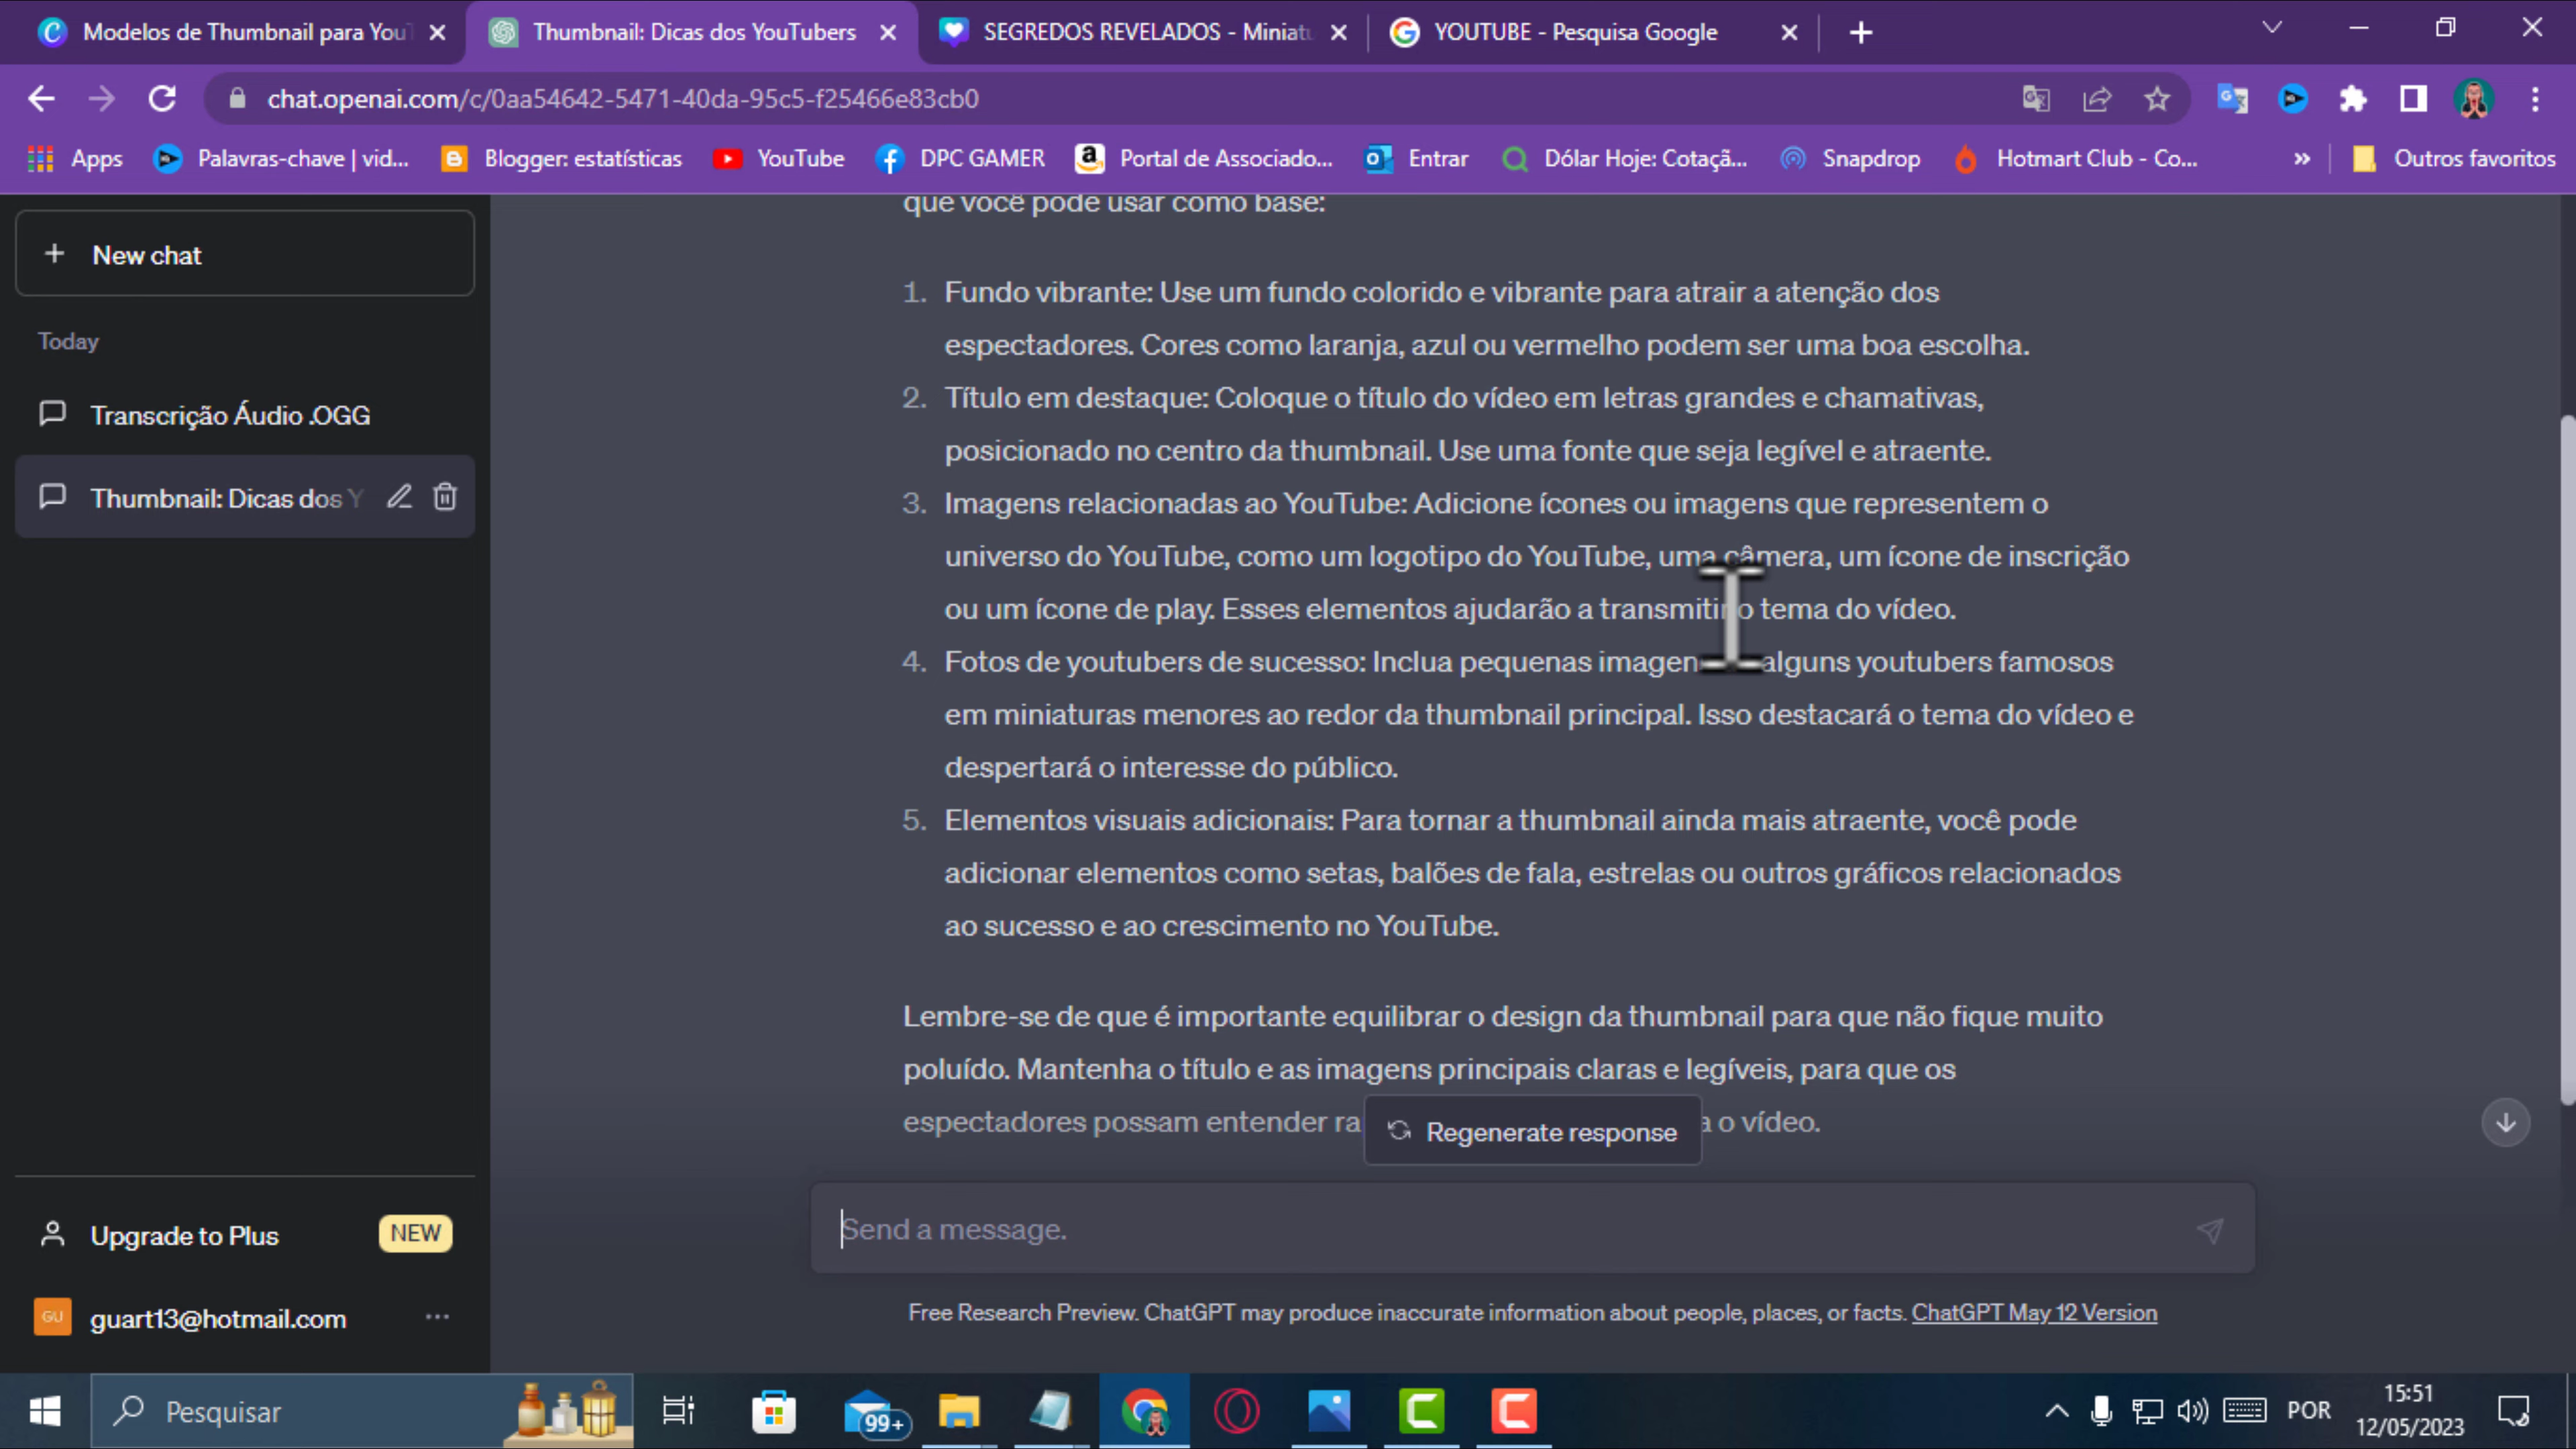 Modelos de Thumbnail para You
Thumbnail: Dicas dos YouTubers
SEGREDOS REVELADOS - Miniatu
YOUTUBE - Pesquisa Google
chat.openai.com/c/0aa54642-5471-40da-95c5-f25466e83cb0
Apps
Palavras-chave | vid...
Blogger: estatísticas
YouTube
DPC GAMER
Portal de Associado...
Entrar
Dólar Hoje: Cotaçã...
Snapdrop
Hotmart Club - Co...
»
Outros favoritos
New chat
Today
Transcrição Áudio .OGG
Thumbnail: Dicas dos Y
Upgrade to Plus
NEW
GU
guart13@hotmail.com
que você pode usar como base:
1. Fundo vibrante: Use um fundo colorido e vibrante para atrair a atenção dos
espectadores. Cores como laranja, azul ou vermelho podem ser uma boa escolha.
2. Título em destaque: Coloque o título do vídeo em letras grandes e chamativas,
posicionado no centro da thumbnail. Use uma fonte que seja legível e atraente.
3. Imagens relacionadas ao YouTube: Adicione ícones ou imagens que representem o
universo do YouTube, como um logotipo do YouTube, uma câmera, um ícone de inscrição
ou um ícone de play. Esses elementos ajudarão a transmitir o tema do vídeo.
4. Fotos de youtubers de sucesso: Inclua pequenas imagen alguns youtubers famosos
em miniaturas menores ao redor da thumbnail principal. Isso destacará o tema do vídeo e
despertará o interesse do público.
5. Elementos visuais adicionais: Para tornar a thumbnail ainda mais atraente, você pode
adicionar elementos como setas, balões de fala, estrelas ou outros gráficos relacionados
ao sucesso e ao crescimento no YouTube.
Lembre-se de que é importante equilibrar o design da thumbnail para que não fique muito
poluído. Mantenha o título e as imagens principais claras e legíveis, para que os
espectadores possam entender ra a o vídeo.
Regenerate response
Send a message.
Free Research Preview. ChatGPT may produce inaccurate information about people, places, or facts. ChatGPT May 12 Version
Pesquisar
99+
POR
15:51
12/05/2023